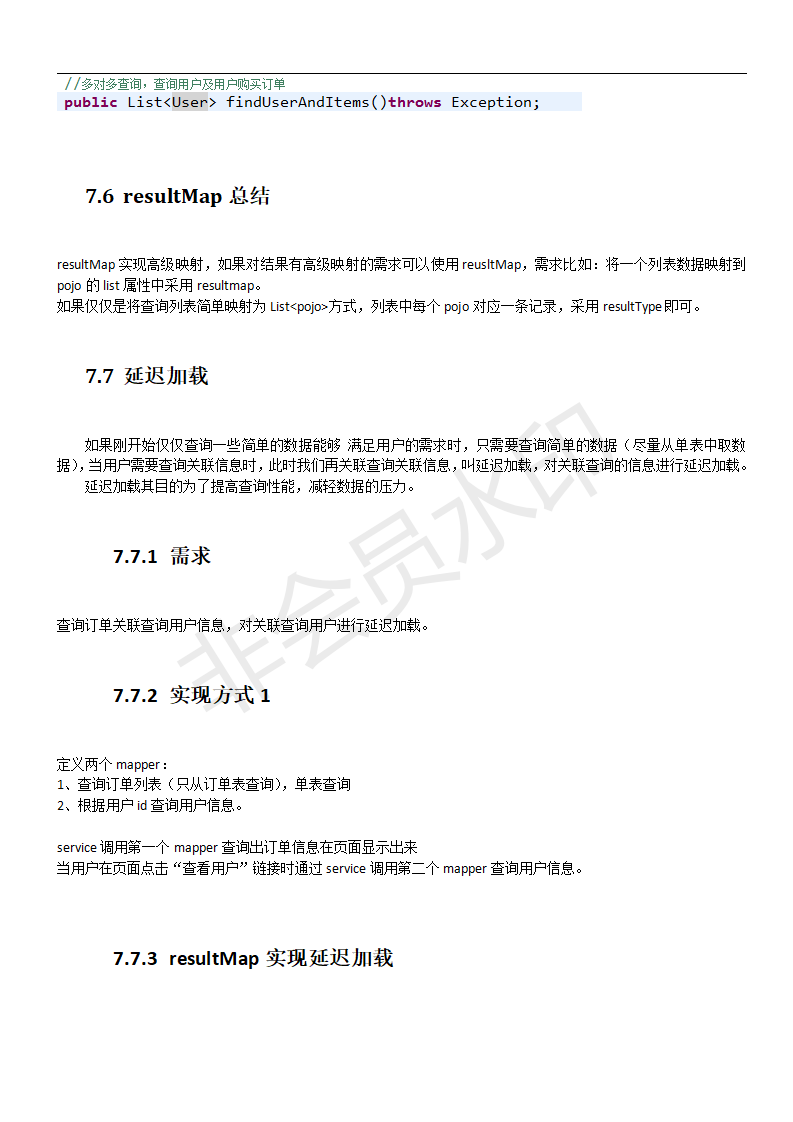 //多对多查询，查询用户及用户购买订单
public List<User> findUserAndItems()throws Exception;
7.6 resultMap 总结
resultMap 实现高级映射，如果对结果有高级映射的需求可以使用 reusltMap，需求比如：将一个列表数据映射到
pojo 的 list 属性中采用 resultmap。
如果仅仅是将查询列表简单映射为 List<pojo>方式，列表中每个 pojo 对应一条记录，采用 resultType 即可。
7.7 延迟加载
如果刚开始仅仅查询一些简单的数据能够 满足用户的需求时，只需要查询简单的数据（尽量从单表中取数
据），当用户需要查询关联信息时，此时我们再关联查询关联信息，叫延迟加载，对关联查询的信息进行延迟加载。
延迟加载其目的为了提高查询性能，减轻数据的压力。
7.7.1 需求
查询订单关联查询用户信息，对关联查询用户进行延迟加载。
7.7.2 实现方式 1
定义两个 mapper：
1、查询订单列表（只从订单表查询），单表查询
2、根据用户 id 查询用户信息。
service 调用第一个 mapper 查询出订单信息在页面显示出来
当用户在页面点击“查看用户”链接时通过 service 调用第二个 mapper 查询用户信息。
7.7.3 resultMap 实现延迟加载
非会员水印